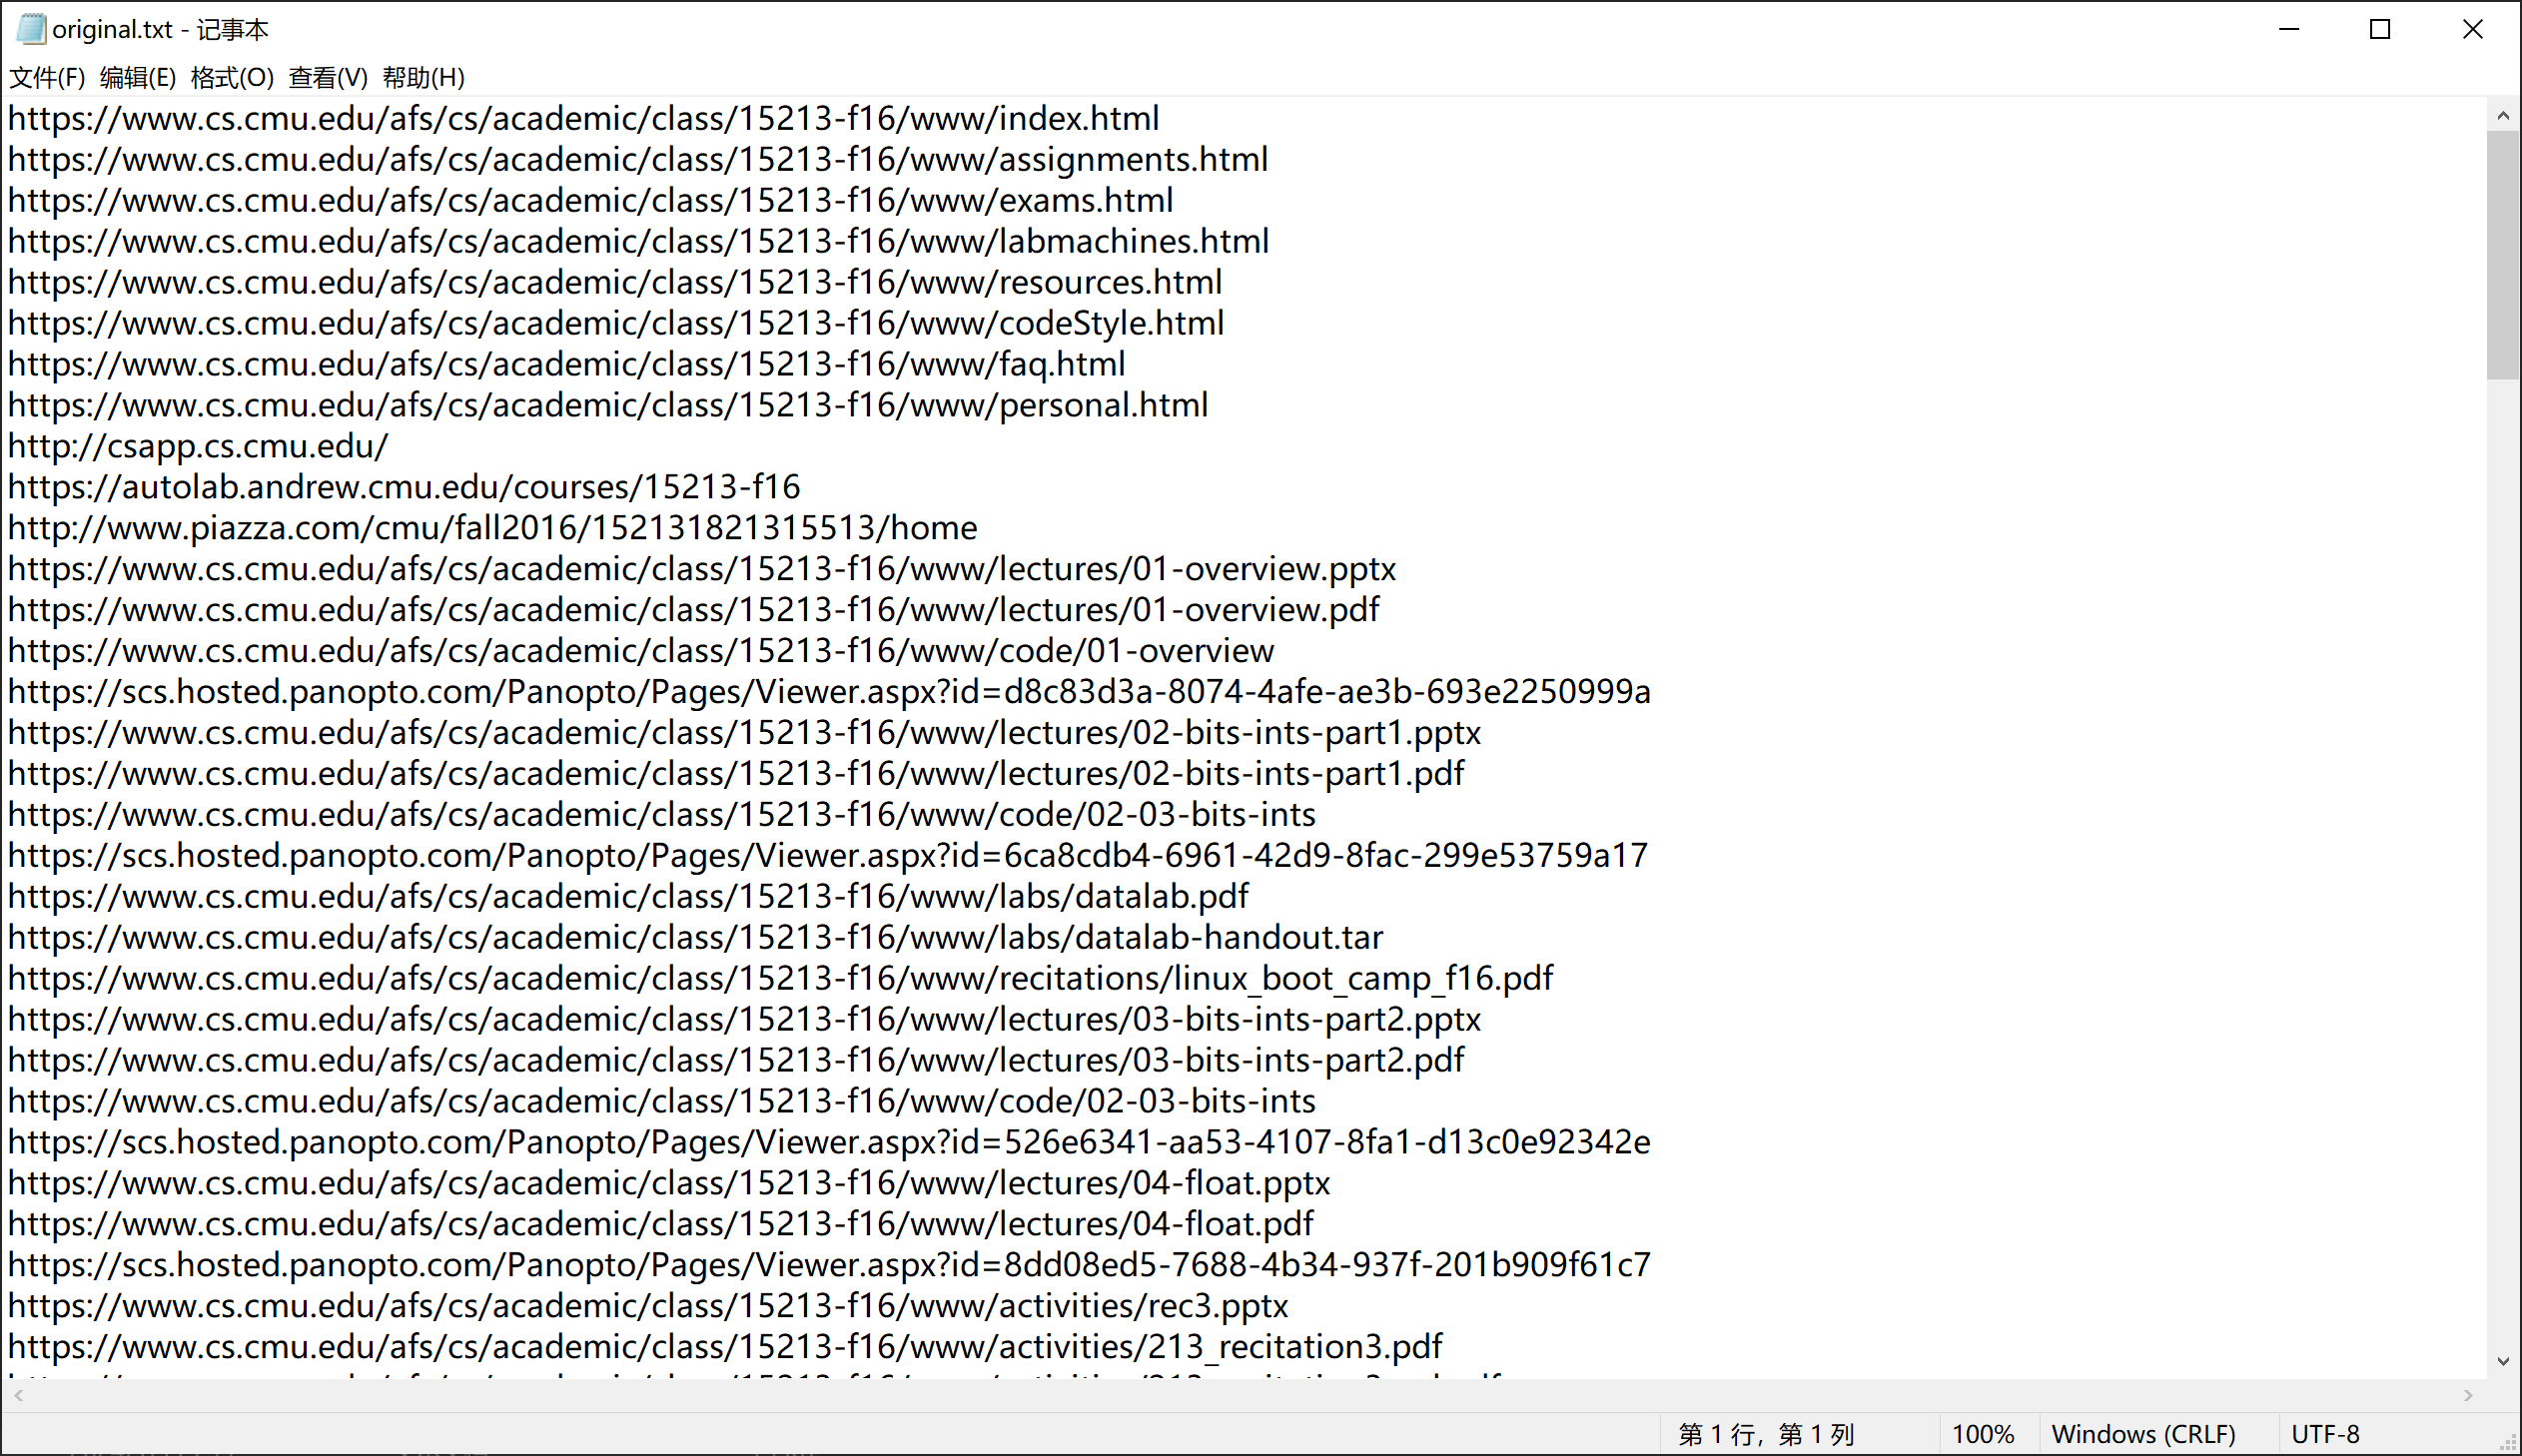 original.txt - 记事本
文件(F) 编辑(E) 格式(O) 查看(V) 帮助(H)
https://www.cs.cmu.edu/afs/cs/academic/class/15213-f16/www/index.html
https://www.cs.cmu.edu/afs/cs/academic/class/15213-f16/www/assignments.html
https://www.cs.cmu.edu/afs/cs/academic/class/15213-f16/www/exams.html
https://www.cs.cmu.edu/afs/cs/academic/class/15213-f16/www/labmachines.html
https://www.cs.cmu.edu/afs/cs/academic/class/15213-f16/www/resources.html
https://www.cs.cmu.edu/afs/cs/academic/class/15213-f16/www/codeStyle.html
https://www.cs.cmu.edu/afs/cs/academic/class/15213-f16/www/faq.html
https://www.cs.cmu.edu/afs/cs/academic/class/15213-f16/www/personal.html
http://csapp.cs.cmu.edu/
https://autolab.andrew.cmu.edu/courses/15213-f16
http://www.piazza.com/cmu/fall2016/152131821315513/home
https://www.cs.cmu.edu/afs/cs/academic/class/15213-f16/www/lectures/01-overview.pptx
https://www.cs.cmu.edu/afs/cs/academic/class/15213-f16/www/lectures/01-overview.pdf
https://www.cs.cmu.edu/afs/cs/academic/class/15213-f16/www/code/01-overview
https://scs.hosted.panopto.com/Panopto/Pages/Viewer.aspx?id=d8c83d3a-8074-4afe-ae3b-693e2250999a
https://www.cs.cmu.edu/afs/cs/academic/class/15213-f16/www/lectures/02-bits-ints-part1.pptx
https://www.cs.cmu.edu/afs/cs/academic/class/15213-f16/www/lectures/02-bits-ints-part1.pdf
https://www.cs.cmu.edu/afs/cs/academic/class/15213-f16/www/code/02-03-bits-ints
https://scs.hosted.panopto.com/Panopto/Pages/Viewer.aspx?id=6ca8cdb4-6961-42d9-8fac-299e53759a17
https://www.cs.cmu.edu/afs/cs/academic/class/15213-f16/www/labs/datalab.pdf
https://www.cs.cmu.edu/afs/cs/academic/class/15213-f16/www/labs/datalab-handout.tar
https://www.cs.cmu.edu/afs/cs/academic/class/15213-f16/www/recitations/linux_boot_camp_f16.pdf
https://www.cs.cmu.edu/afs/cs/academic/class/15213-f16/www/lectures/03-bits-ints-part2.pptx
https://www.cs.cmu.edu/afs/cs/academic/class/15213-f16/www/lectures/03-bits-ints-part2.pdf
https://www.cs.cmu.edu/afs/cs/academic/class/15213-f16/www/code/02-03-bits-ints
https://scs.hosted.panopto.com/Panopto/Pages/Viewer.aspx?id=526e6341-aa53-4107-8fa1-d13c0e92342e
https://www.cs.cmu.edu/afs/cs/academic/class/15213-f16/www/lectures/04-float.pptx
https://www.cs.cmu.edu/afs/cs/academic/class/15213-f16/www/lectures/04-float.pdf
https://scs.hosted.panopto.com/Panopto/Pages/Viewer.aspx?id=8dd08ed5-7688-4b34-937f-201b909f61c7
https://www.cs.cmu.edu/afs/cs/academic/class/15213-f16/www/activities/rec3.pptx
https://www.cs.cmu.edu/afs/cs/academic/class/15213-f16/www/activities/213_recitation3.pdf
第 1 行，第 1 列 100% Windows (CRLF) UTF-8